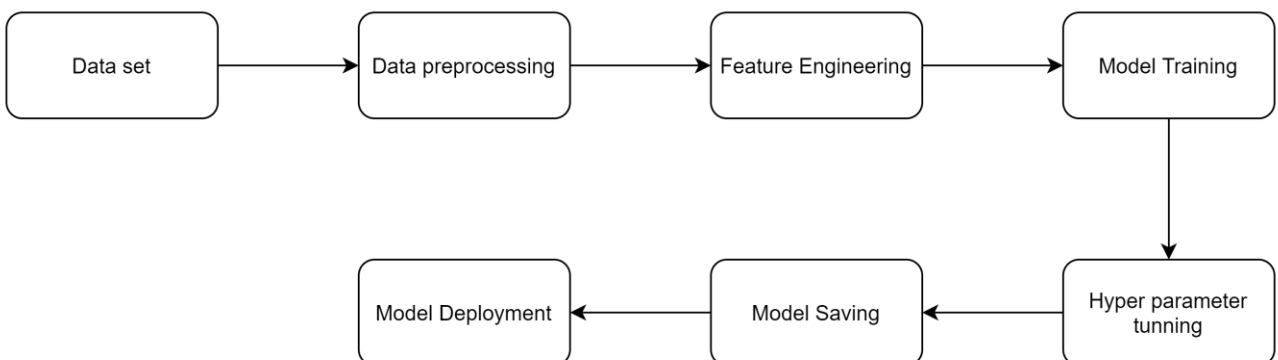 Data set
Data preprocessing
Feature Engineering
Model Training
Hyper parameter
tunning
Model Saving
Model Deployment